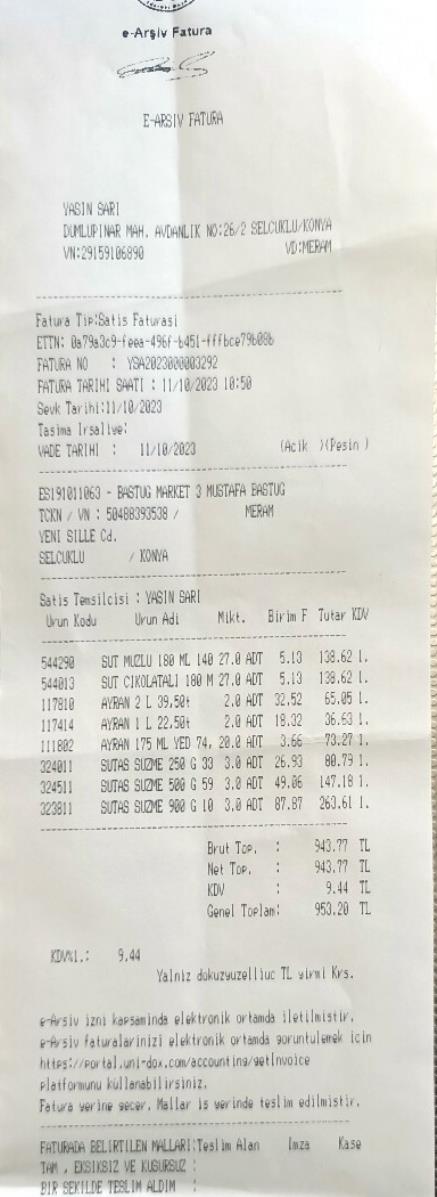 e-Arşiv Fatura
E-ARSIV FATURA
YASIN SARI
DUMLUPINAR MAH. AVDANLIK NO:26/2 SELCUKLU/KONYA
VN:29159106890 VD:MERAM
Fatura Tip:Satis Faturasi
ETTN: 0a79a3c9-feea-496f-b451-fffbce79b08b
FATURA NO : YSA2023000003292
FATURA TARIHI SAATI : 11/10/2023 10:50
Sevk Tarihi:11/10/2023
Tasima Irsaliye:
VADE TARIHI : 11/10/2023 (Acik )(Pesin )
ES191011063 - BASTUG MARKET 3 MUSTAFA BASTUG
TCKN / VN : 50488393538 / MERAM
YENI SILLE Cd.
SELCUKLU / KONYA
Satis Temsilcisi : YASIN SARI
Urun Kodu Urun Adi Mikt. Birim F Tutar KDV
544290 SUT MUZLU 180 ML 140 27.0 ADT 5.13 138.62 1.
544013 SUT CIKOLATALI 180 M 27.0 ADT 5.13 138.62 1.
117810 AYRAN 2 L 39,50t 2.0 ADT 32.52 65.05 1.
117414 AYRAN 1 L 22,50t 2.0 ADT 18.32 36.63 1.
111802 AYRAN 175 ML YED 74, 20.0 ADT 3.66 73.27 1.
324011 SUTAS SUZME 250 G 33 3.0 ADT 26.93 80.79 1.
324511 SUTAS SUZME 500 G 59 3.0 ADT 49.06 147.18 1.
323811 SUTAS SUZME 900 G 10 3.0 ADT 87.87 263.61 1.
Brut Top. : 943.77 TL
Net Top. : 943.77 TL
KDV : 9.44 TL
Genel Toplam: 953.20 TL
KDV%1.: 9.44
Yalniz dokuzyuzelliuc TL yirmi Krs.
e-Arsiv izni kapsaminda elektronik ortamda iletilmistir.
e-Arsiv faturalarinizi elektronik ortamda goruntulemek icin
https://portal.uni-dox.com/accounting/getInvoice
platformunu kullanabilirsiniz.
Fatura yerine gecer. Mallar is yerinde teslim edilmistir.
FATURADA BELIRTILEN MALLARI:Teslim Alan Imza Kase
TAM , EKSIKSIZ VE KUSURSUZ :
BIR SEKILDE TESLIM ALDIM :